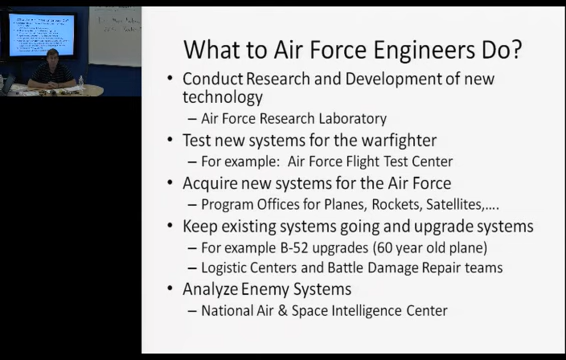 What to Air Force Engineers Do?
• Conduct Research and Development of new
technology
– Air Force Research Laboratory
• Test new systems for the warfighter
– For example: Air Force Flight Test Center
• Acquire new systems for the Air Force
– Program Offices for Planes, Rockets, Satellites,....
• Keep existing systems going and upgrade systems
– For example B-52 upgrades (60 year old plane)
– Logistic Centers and Battle Damage Repair teams
• Analyze Enemy Systems
– National Air & Space Intelligence Center